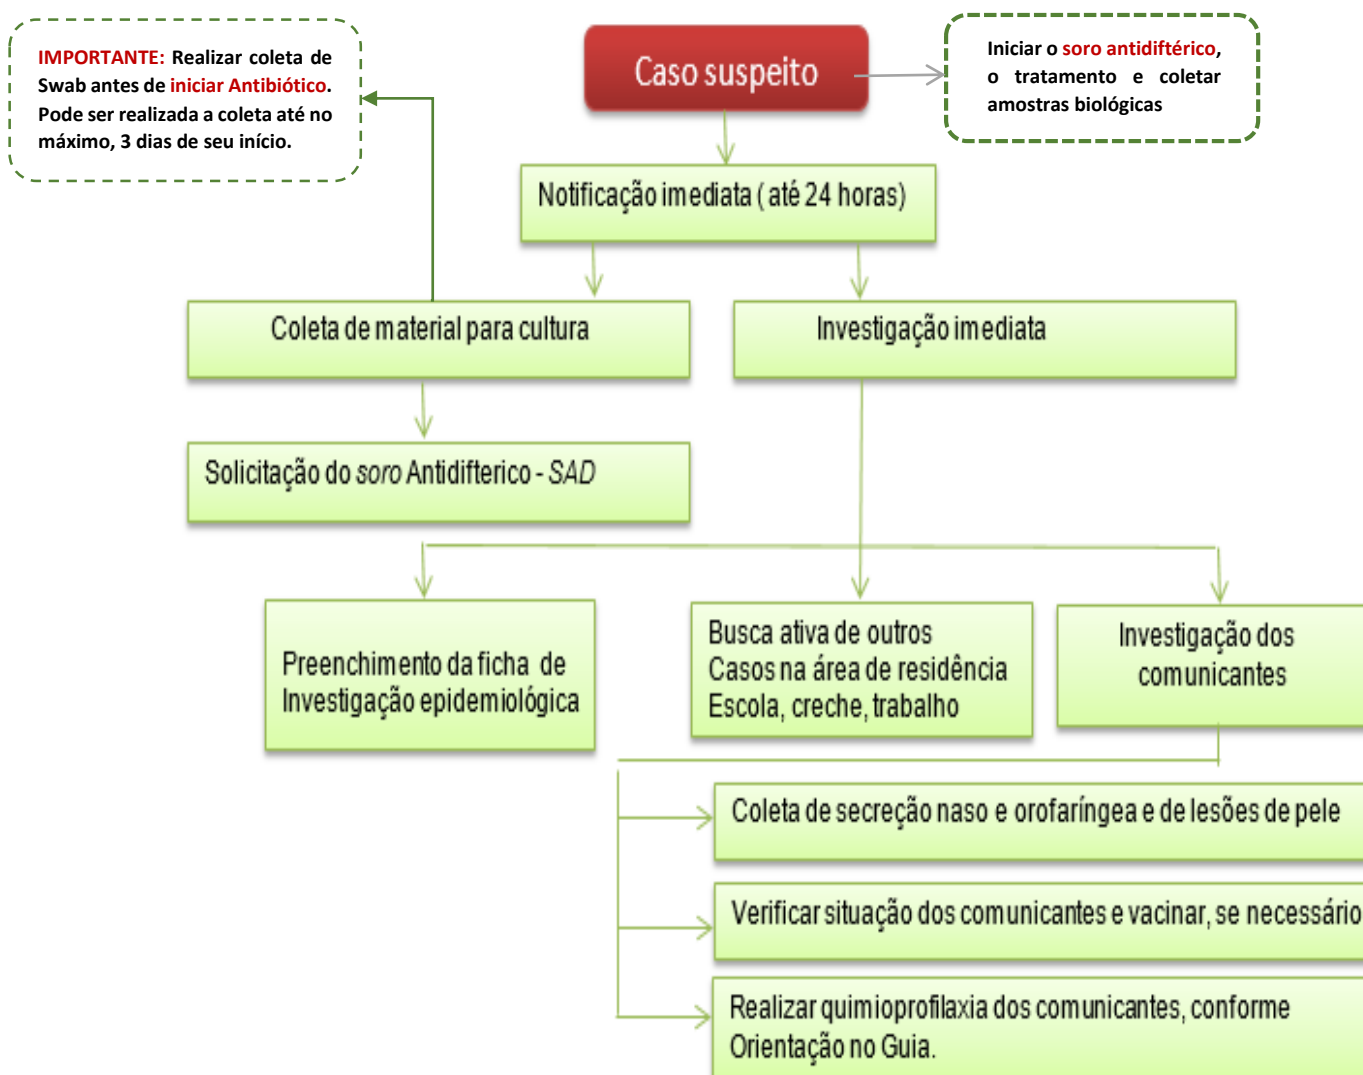 IMPORTANTE: Realizar coleta de
Swab antes de iniciar Antibiótico.
Pode ser realizada a coleta até no
máximo, 3 dias de seu início.
Caso suspeito
Iniciar o soro antidiftérico,
o tratamento e coletar
amostras biológicas
Notificação imediata ( até 24 horas)
Coleta de material para cultura
Investigação imediata
Solicitação do soro Antidifterico - SAD
Preenchimento da ficha de
Investigação epidemiológica
Busca ativa de outros
Casos na área de residência
Escola, creche, trabalho
Investigação dos
comunicantes
Coleta de secreção naso e orofaríngea e de lesões de pele
Verificar situação dos comunicantes e vacinar, se necessário
Realizar quimioprofilaxia dos comunicantes, conforme
Orientação no Guia.